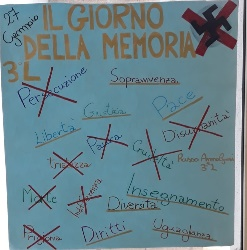 27
Gennaio
IL GIORNO
DELLA MEMORIA
3L
Persecuzione
Sopravvivenza
Giustizia
Pace
Libertà
Paura
Disumanità
Tristezza
Crudeltà
3°L
Morte
Insegnamento
Diversità
Prigionia
Diritti
Uguaglianza